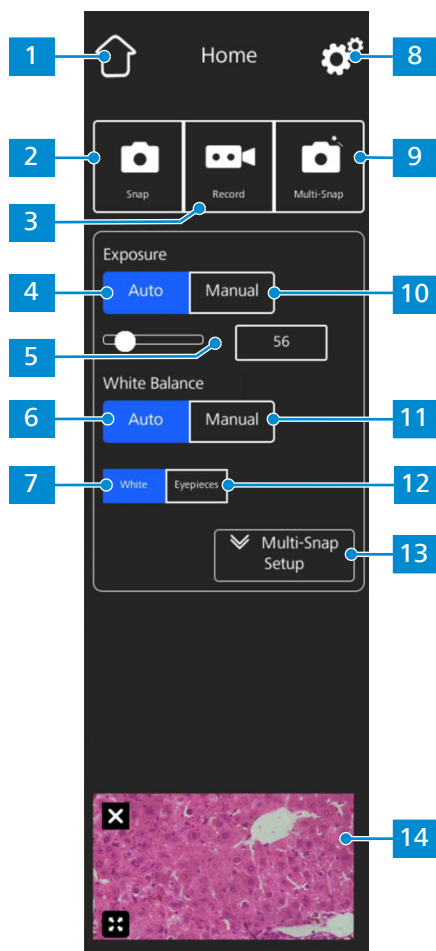 1
Home
8
2
Snap
Record
Multi-Snap
9
3
Exposure
4
Auto
Manual
10
5
56
White Balance
6
Auto
Manual
11
7
White
Eyepieces
12
Multi-Snap
Setup
13
14